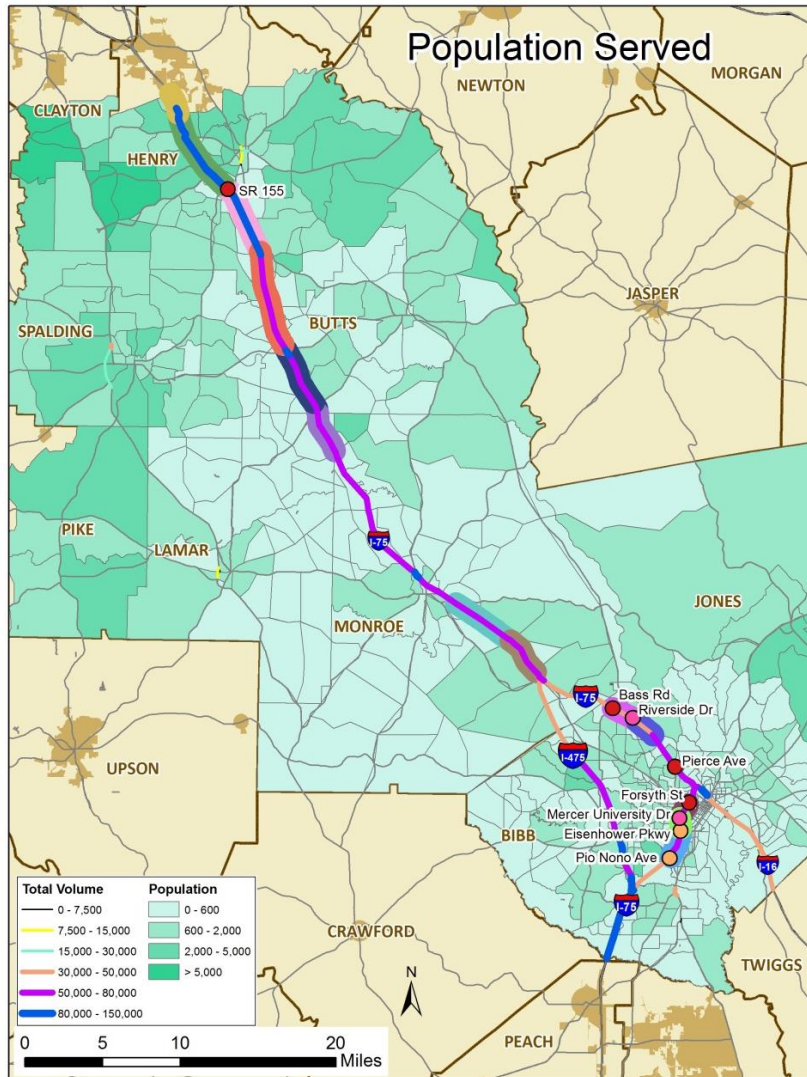 Population Served
MORGAN
NEWTON
CLAYTON
HENRY
SR 155
JASPER
SPALDING
BUTTS
PIKE
LAMAR
I-75
JONES
MONROE
I-75
Bass Rd
Riverside Dr
UPSON
I-475
Pierce Ave
Forsyth St
Mercer University Dr
BIBB
Eisenhower Pkwy
Pio Nono Ave
I-16
I-75
CRAWFORD
TWIGGS
PEACH
Total Volume
0 - 7,500
7,500 - 15,000
15,000 - 30,000
30,000 - 50,000
50,000 - 80,000
80,000 - 150,000
Population
0 - 600
600 - 2,000
2,000 - 5,000
> 5,000
N
0 5 10 20
Miles